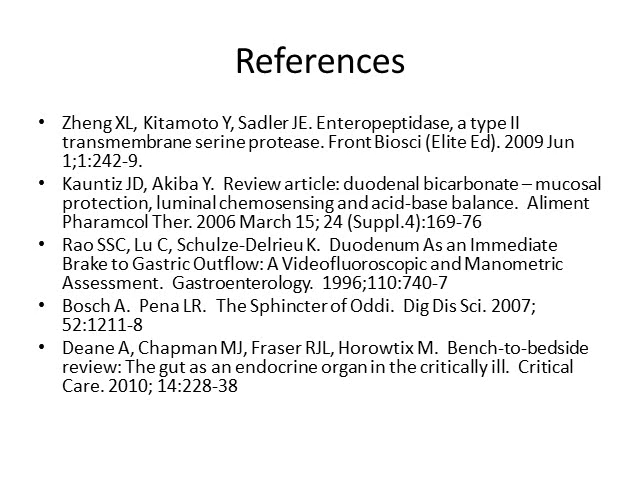 References
• Zheng XL, Kitamoto Y, Sadler JE. Enteropeptidase, a type II
transmembrane serine protease. Front Biosci (Elite Ed). 2009 Jun
1;1:242-9.
• Kauntiz JD, Akiba Y.  Review article: duodenal bicarbonate – mucosal
protection, luminal chemosensing and acid-base balance.  Aliment
Pharamcol Ther. 2006 March 15; 24 (Suppl.4):169-76
• Rao SSC, Lu C, Schulze-Delrieu K.  Duodenum As an Immediate
Brake to Gastric Outflow: A Videofluoroscopic and Manometric
Assessment.  Gastroenterology.  1996;110:740-7
• Bosch A.  Pena LR.  The Sphincter of Oddi.  Dig Dis Sci. 2007;
52:1211-8
• Deane A, Chapman MJ, Fraser RJL, Horowtix M.  Bench-to-bedside
review: The gut as an endocrine organ in the critically ill.  Critical
Care. 2010; 14:228-38